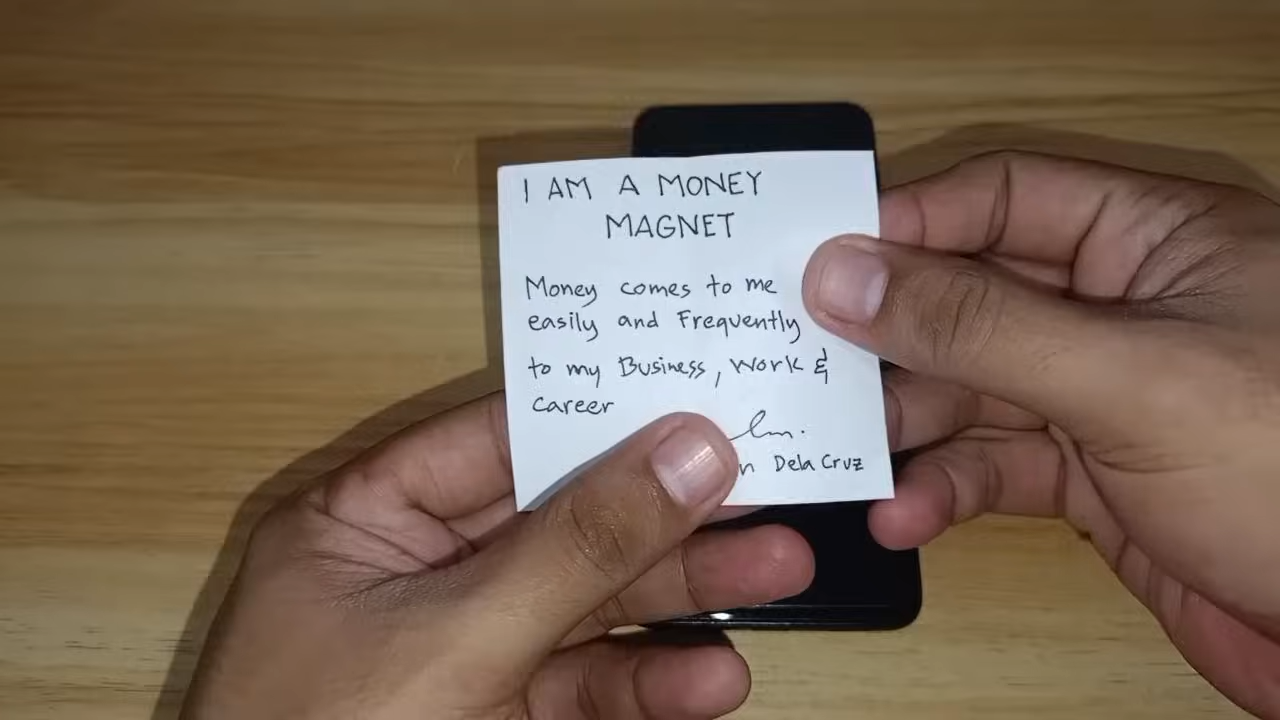 I AM A MONEY
MAGNET
Money comes to me
easily and Frequently
to my Business, Work &
career
Dela Cruz